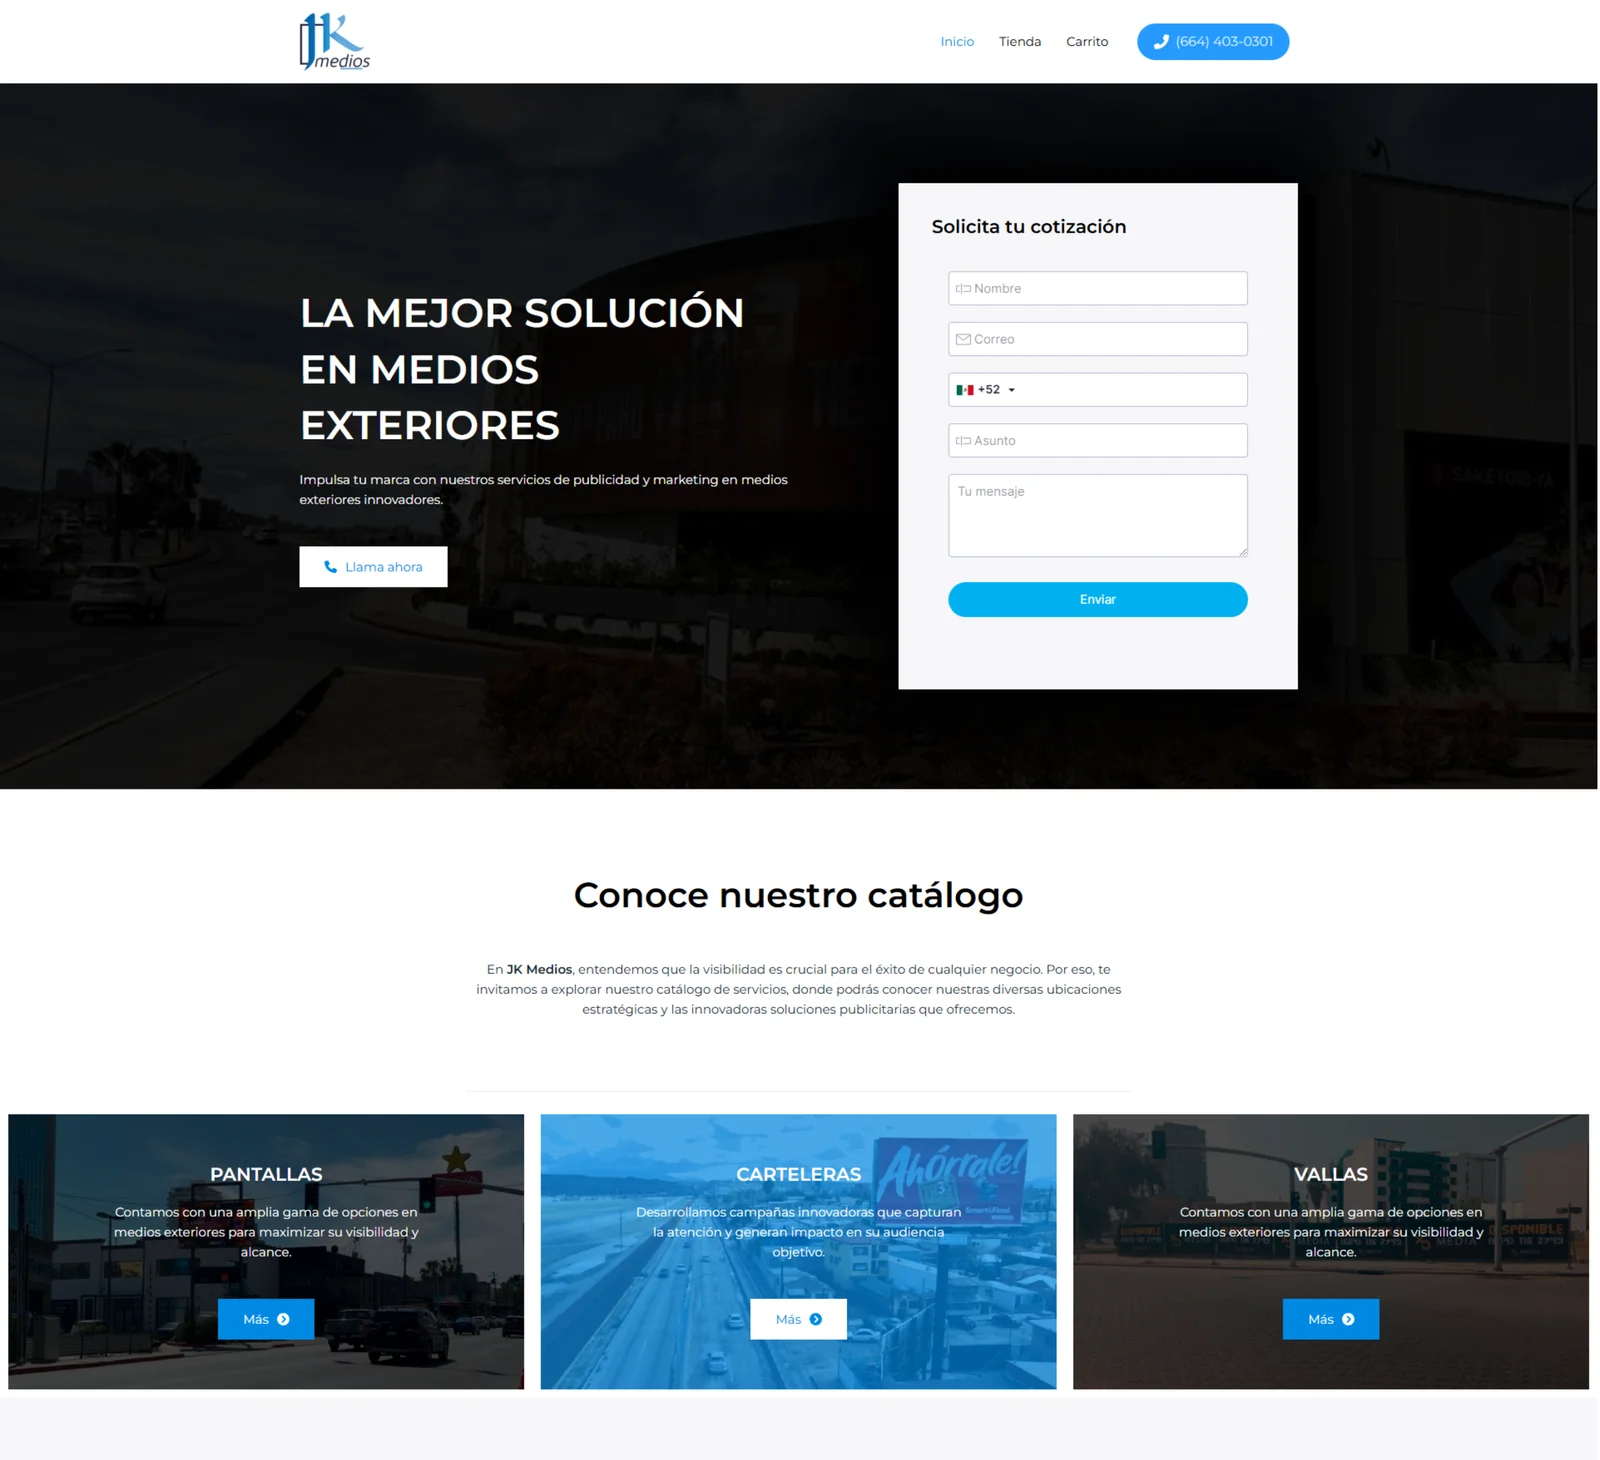 JK
medios
Inicio
Tienda
Carrito
(664) 403-0301
LA MEJOR SOLUCIÓN
EN MEDIOS
EXTERIORES
Impulsa tu marca con nuestros servicios de publicidad y marketing en medios
exteriores innovadores.
Llama ahora
Solicita tu cotización
Nombre
Correo
+52
Asunto
Tu mensaje
Enviar
SAKETORI-YA
Conoce nuestro catálogo
En JK Medios, entendemos que la visibilidad es crucial para el éxito de cualquier negocio. Por eso, te
invitamos a explorar nuestro catálogo de servicios, donde podrás conocer nuestras diversas ubicaciones
estratégicas y las innovadoras soluciones publicitarias que ofrecemos.
PANTALLAS
Contamos con una amplia gama de opciones en
medios exteriores para maximizar su visibilidad y
alcance.
Más
CARTELERAS
Desarrollamos campañas innovadoras que capturan
la atención y generan impacto en su audiencia
objetivo.
Más
Ahórrale!
VALLAS
Contamos con una amplia gama de opciones en
medios exteriores para maximizar su visibilidad y
alcance.
Más